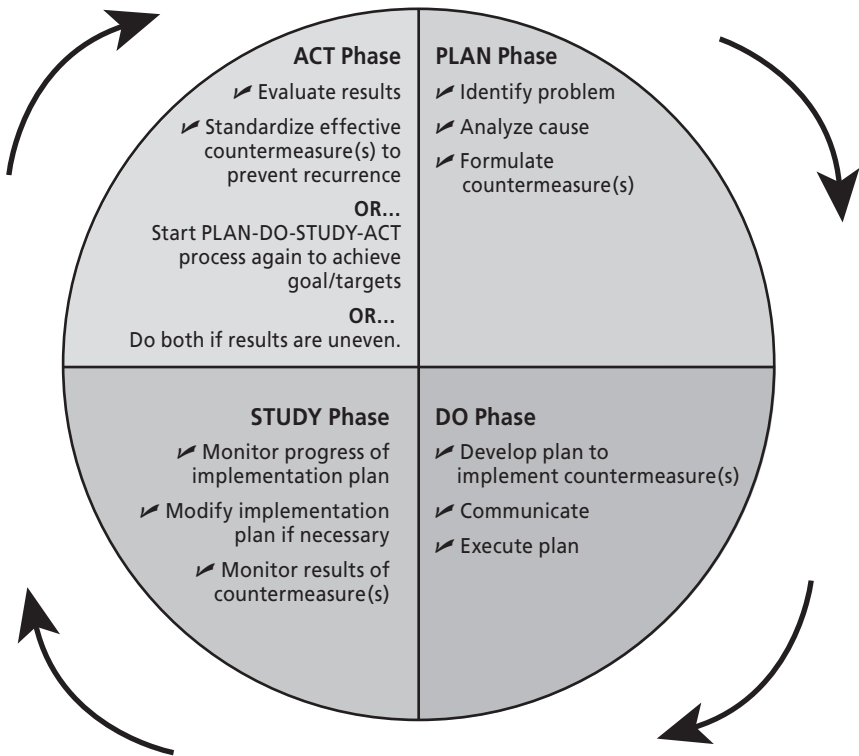 ACT Phase
✔ Evaluate results
✔ Standardize effective
countermeasure(s) to
prevent recurrence
OR...
Start PLAN-DO-STUDY-ACT
process again to achieve
goal/targets
OR...
Do both if results are uneven.
PLAN Phase
✔ Identify problem
✔ Analyze cause
✔ Formulate
countermeasure(s)
STUDY Phase
✔ Monitor progress of
implementation plan
✔ Modify implementation
plan if necessary
✔ Monitor results of
countermeasure(s)
DO Phase
✔ Develop plan to
implement countermeasure(s)
✔ Communicate
✔ Execute plan